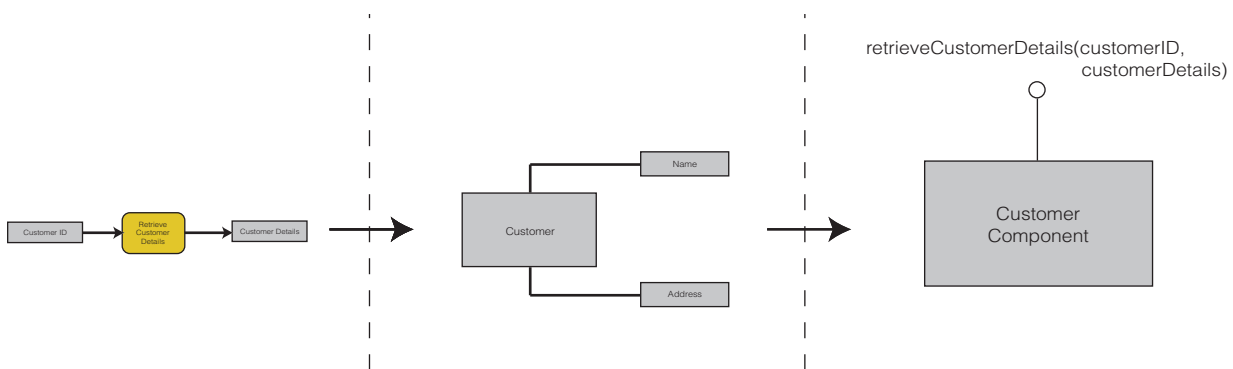 Customer ID
Retrieve
Customer
Details
Customer Details
Name
Customer
Address
retrieveCustomerDetails(customerID,
customerDetails)
Customer
Component